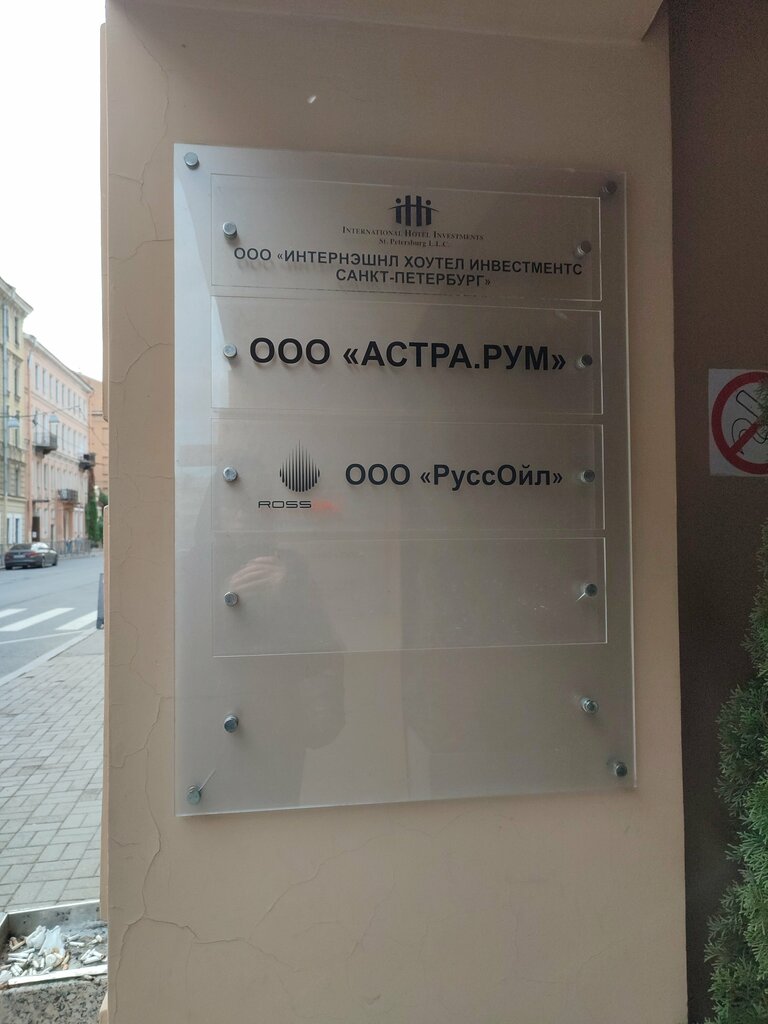 INTERNATIONAL HOTEL INVESTMENTS
St. Petersburg L.L.C.
ООО «ИНТЕРНЭШНЛ ХОУТЕЛ ИНВЕСТМЕНТС
САНКТ-ПЕТЕРБУРГ»
ООО «АСТРА.РУМ»
ООО «РуссОйл»
ROSS